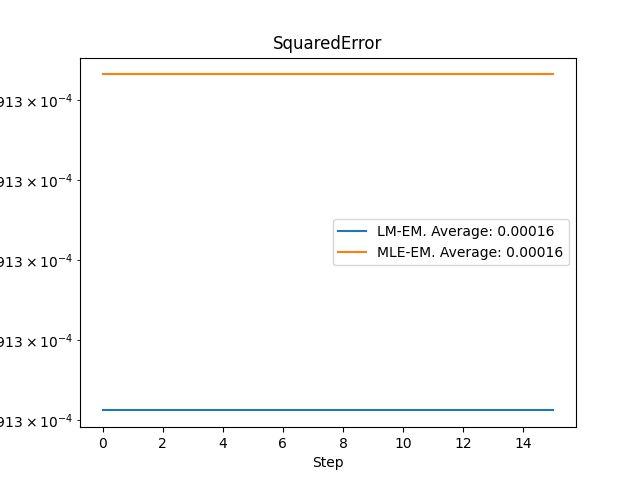 SquaredError
913 × 10⁻⁴
913 × 10⁻⁴
913 × 10⁻⁴
913 × 10⁻⁴
913 × 10⁻⁴
LM-EM. Average: 0.00016
MLE-EM. Average: 0.00016
0 2 4 6 8 10 12 14
Step